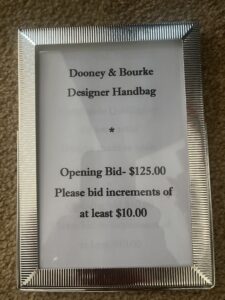 Dooney & Bourke
Designer Handbag
*
Opening Bid- $125.00
Please bid increments of
at least $10.00